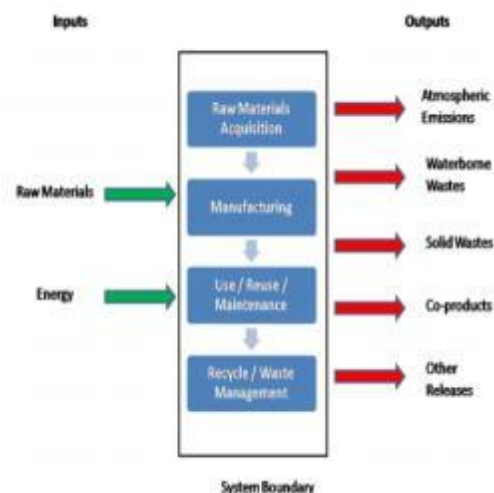 Inputs
Outputs
Raw Materials
Acquisition
Atmospheric
Emissions
Waterborne
Wastes
Raw Materials
Manufacturing
Solid Wastes
Energy
Use / Reuse /
Maintenance
Co-products
Recycle / Waste
Management
Other
Releases
System Boundary